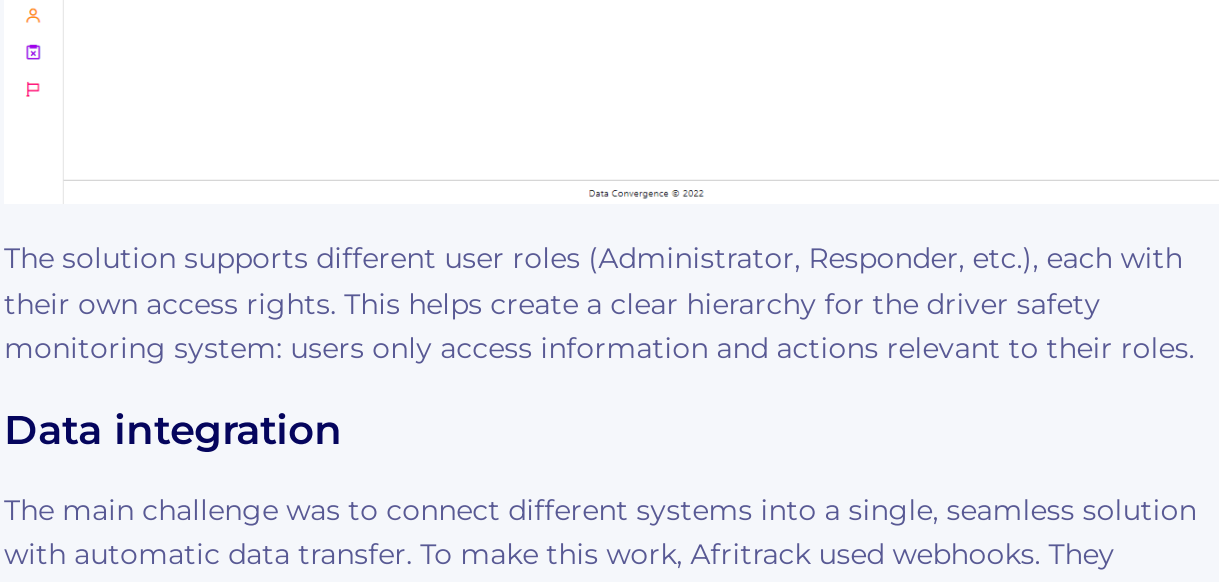 Data Convergence © 2022
The solution supports different user roles (Administrator, Responder, etc.), each with
their own access rights. This helps create a clear hierarchy for the driver safety
monitoring system: users only access information and actions relevant to their roles.
Data integration
The main challenge was to connect different systems into a single, seamless solution
with automatic data transfer. To make this work, Afritrack used webhooks. They